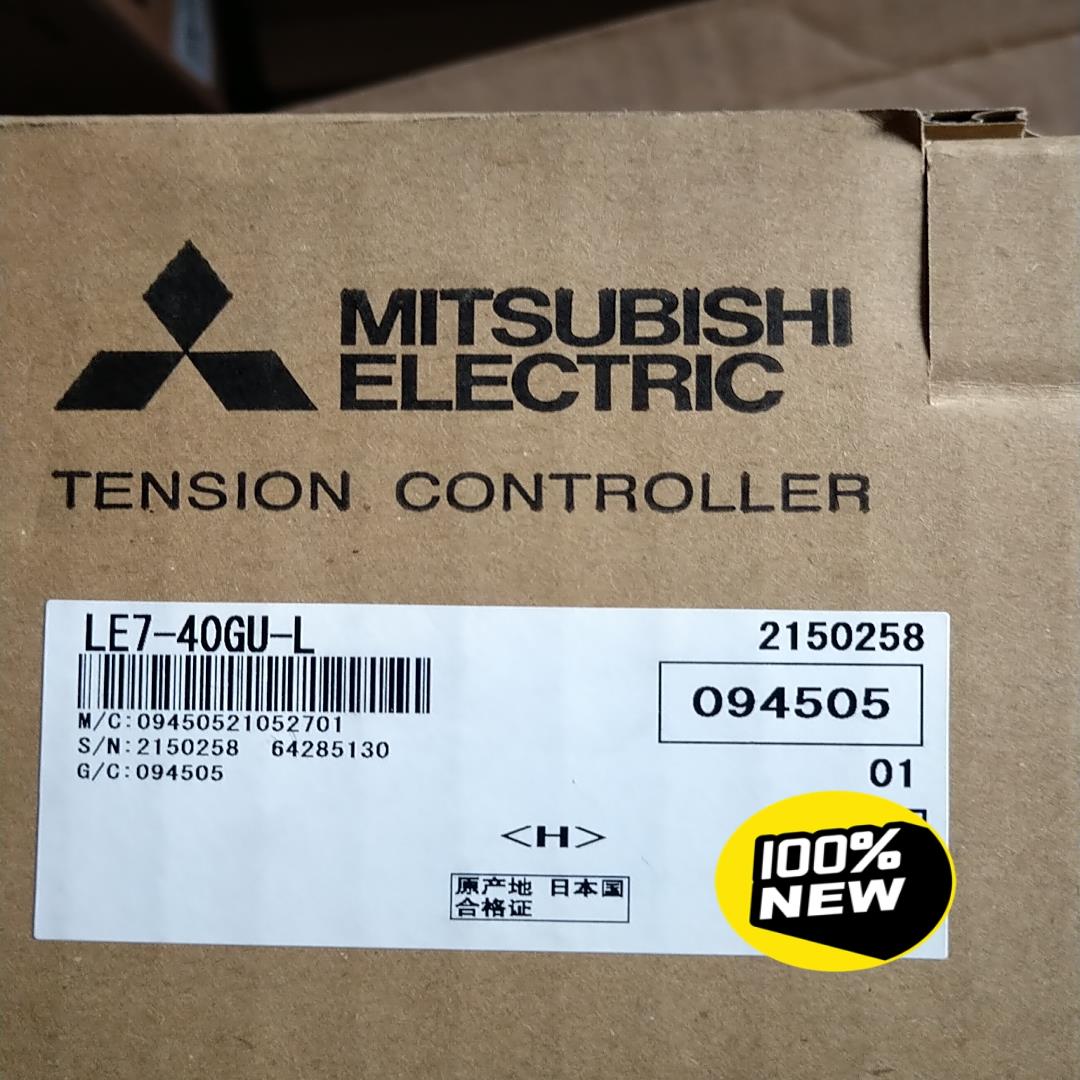 MITSUBISHI
ELECTRIC
TENSION CONTROLLER
LE7-40GU-L
2150258
094505
M/C:09450521052701
S/N:2150258 64285130
G/C:094505
01
<H>
原产地 日本国
合格证
100%
NEW